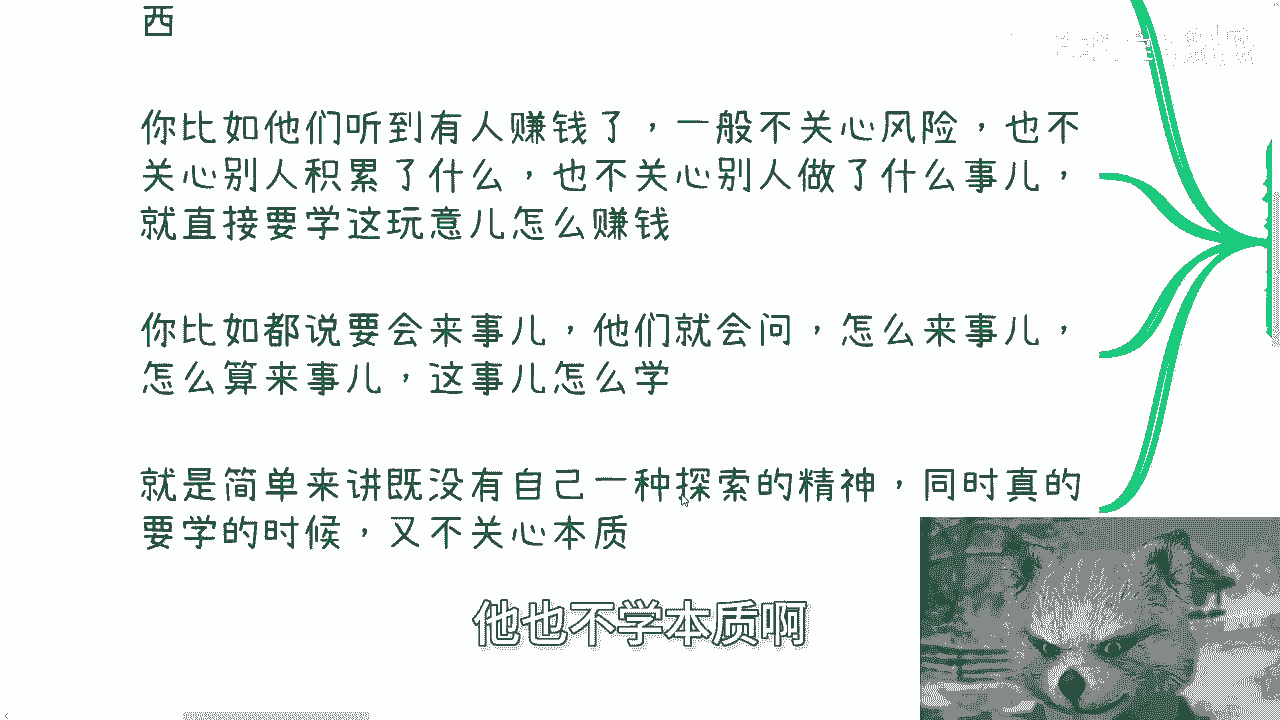 西
你比如他们听到有人赚钱了，一般不关心风险，也不
关心别人积累了什么，也不关心别人做了什么事儿，
就直接要学这玩意儿怎么赚钱
你比如都说要会来事儿，他们就会问，怎么来事儿，
怎么算来事儿，这事儿怎么学
就是简单来讲既没有自己一种探索的精神，同时真的
要学的时候，又不关心本质
他也不学本质啊